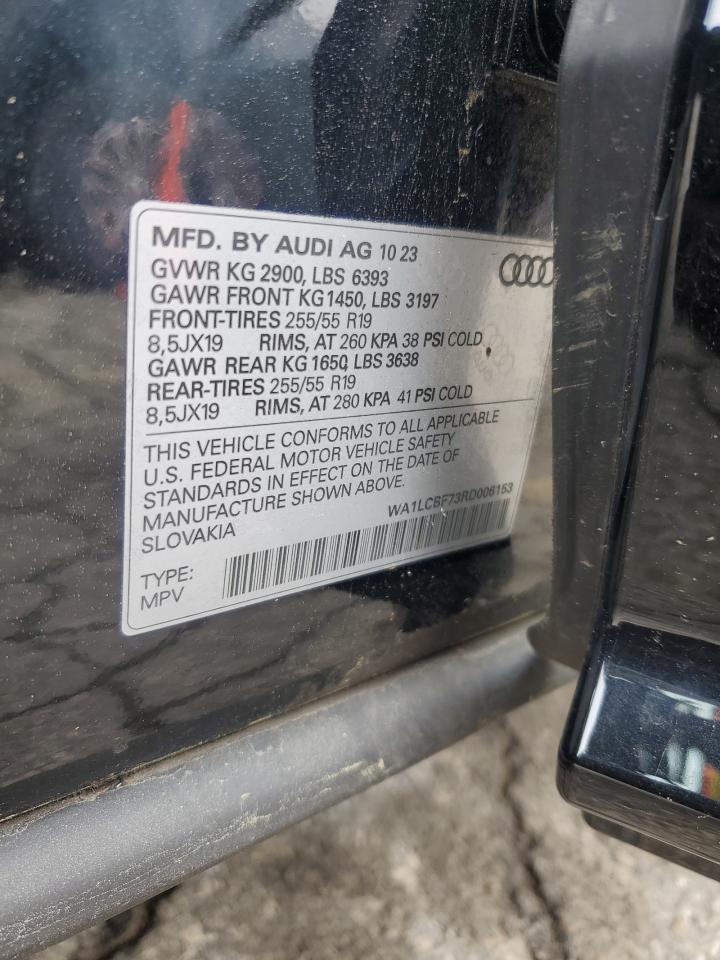 MFD. BY AUDI AG 10 23
GVWR KG 2900, LBS 6393
GAWR FRONT KG1450, LBS 3197
FRONT-TIRES 255/55 R19
8,5JX19 RIMS, AT 260 KPA 38 PSI COLD
GAWR REAR KG 1650, LBS 3638
REAR-TIRES 255/55 R19
8,5JX19 RIMS, AT 280 KPA 41 PSI COLD
THIS VEHICLE CONFORMS TO ALL APPLICABLE
U.S. FEDERAL MOTOR VEHICLE SAFETY
STANDARDS IN EFFECT ON THE DATE OF
MANUFACTURE SHOWN ABOVE.
SLOVAKIA
WA1LCBF73RD006153
TYPE:
MPV